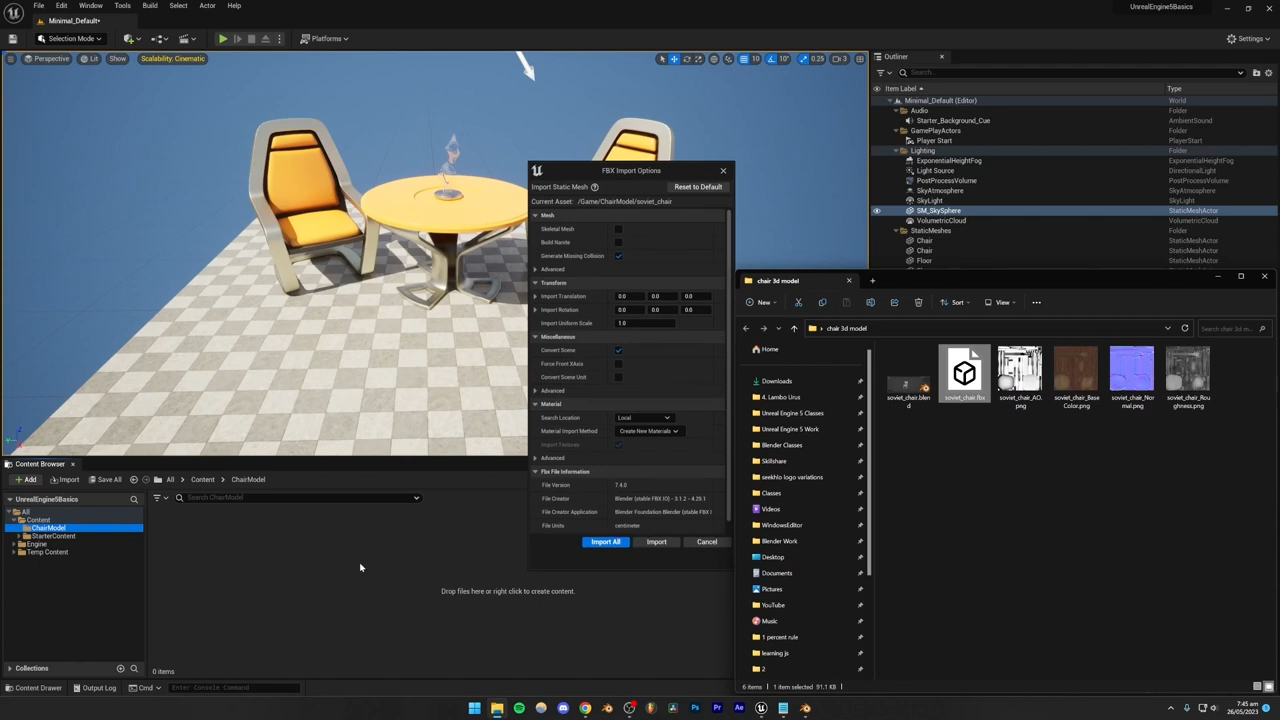 File Edit Window Tools Build Select Actor Help
UnrealEngine5Basics
Minimal_Default*
Selection Mode
Platforms
Settings
Perspective Lit Show Scalability: Cinematic
10 10° 0.25 3
Outliner
Search...
Item Label Type
Minimal_Default (Editor) World
Audio Folder
Starter_Background_Cue AmbientSound
GamePlayActors Folder
Player Start PlayerStart
Lighting Folder
ExponentialHeightFog ExponentialHeightFog
Light Source DirectionalLight
PostProcessVolume PostProcessVolume
SkyAtmosphere SkyAtmosphere
SkyLight SkyLight
SM_SkySphere StaticMeshActor
VolumetricCloud VolumetricCloud
StaticMeshes Folder
Chair StaticMeshActor
Chair StaticMeshActor
Floor StaticMeshActor
FBX Import Options
Import Static Mesh Reset to Default
Current Asset: /Game/ChairModel/soviet_chair
Mesh
Skeletal Mesh
Build Nanite
Generate Missing Collision
Advanced
Transform
Import Translation 0.0 0.0 0.0
Import Rotation 0.0 0.0 0.0
Import Uniform Scale 1.0
Miscellaneous
Convert Scene
Force Front XAxis
Convert Scene Unit
Advanced
Material
Search Location Local
Material Import Method Create New Materials
Import Textures
Advanced
Fbx File Information
File Version 7.4.0
File Creator Blender (stable FBX IO) - 3.1.2 - 4.29.1
File Creator Application Blender Foundation Blender (stable FBX I
File Units centimeter
Import All Import Cancel
chair 3d model
New Sort View
chair 3d model
Search chair 3d m...
Home
Downloads
4. Lambo Urus
Unreal Engine 5 Classes
Unreal Engine 5 Work
Blender Classes
Skillshare
seekhlo logo variations
Classes
Videos
WindowsEditor
Blender Work
Desktop
Documents
Pictures
YouTube
Music
1 percent rule
learning js
2
soviet_chair.blend
soviet_chair.fbx
soviet_chair_AO.png
soviet_chair_BaseColor.png
soviet_chair_Normal.png
soviet_chair_Roughness.png
6 items 1 item selected 91.1 KB
Content Browser
Add Import Save All All Content ChairModel
UnrealEngine5Basics
Search ChairModel
All
Content
ChairModel
StarterContent
Engine
Temp Content
Drop files here or right click to create content.
Collections
0 items
Content Drawer Output Log Cmd Enter Console Command
Ps Pr Ae
7:45 am
26/05/2023